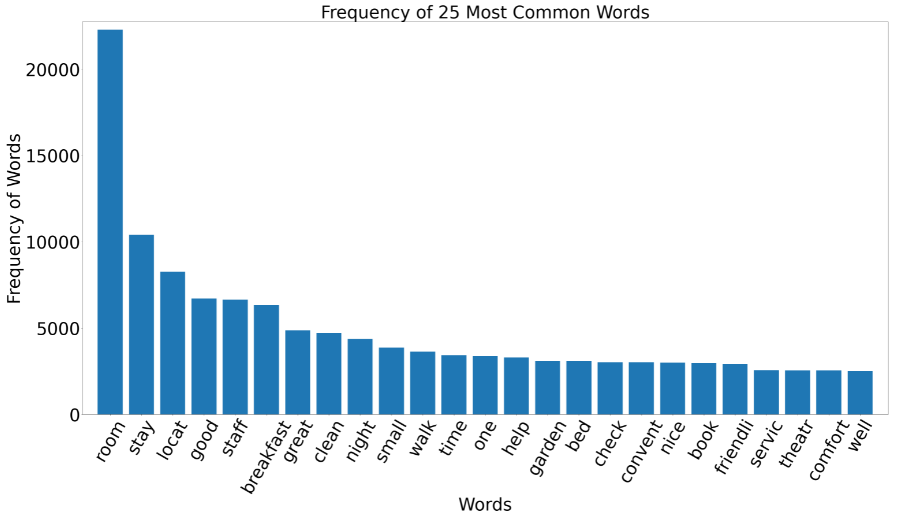 Frequency of 25 Most Common Words
Frequency of Words
20000
15000
10000
5000
0
room
stay
locat
good
staff
breakfast
great
clean
night
small
walk
time
one
help
garden
bed
check
convent
nice
book
friendli
servic
theatr
comfort
well
Words